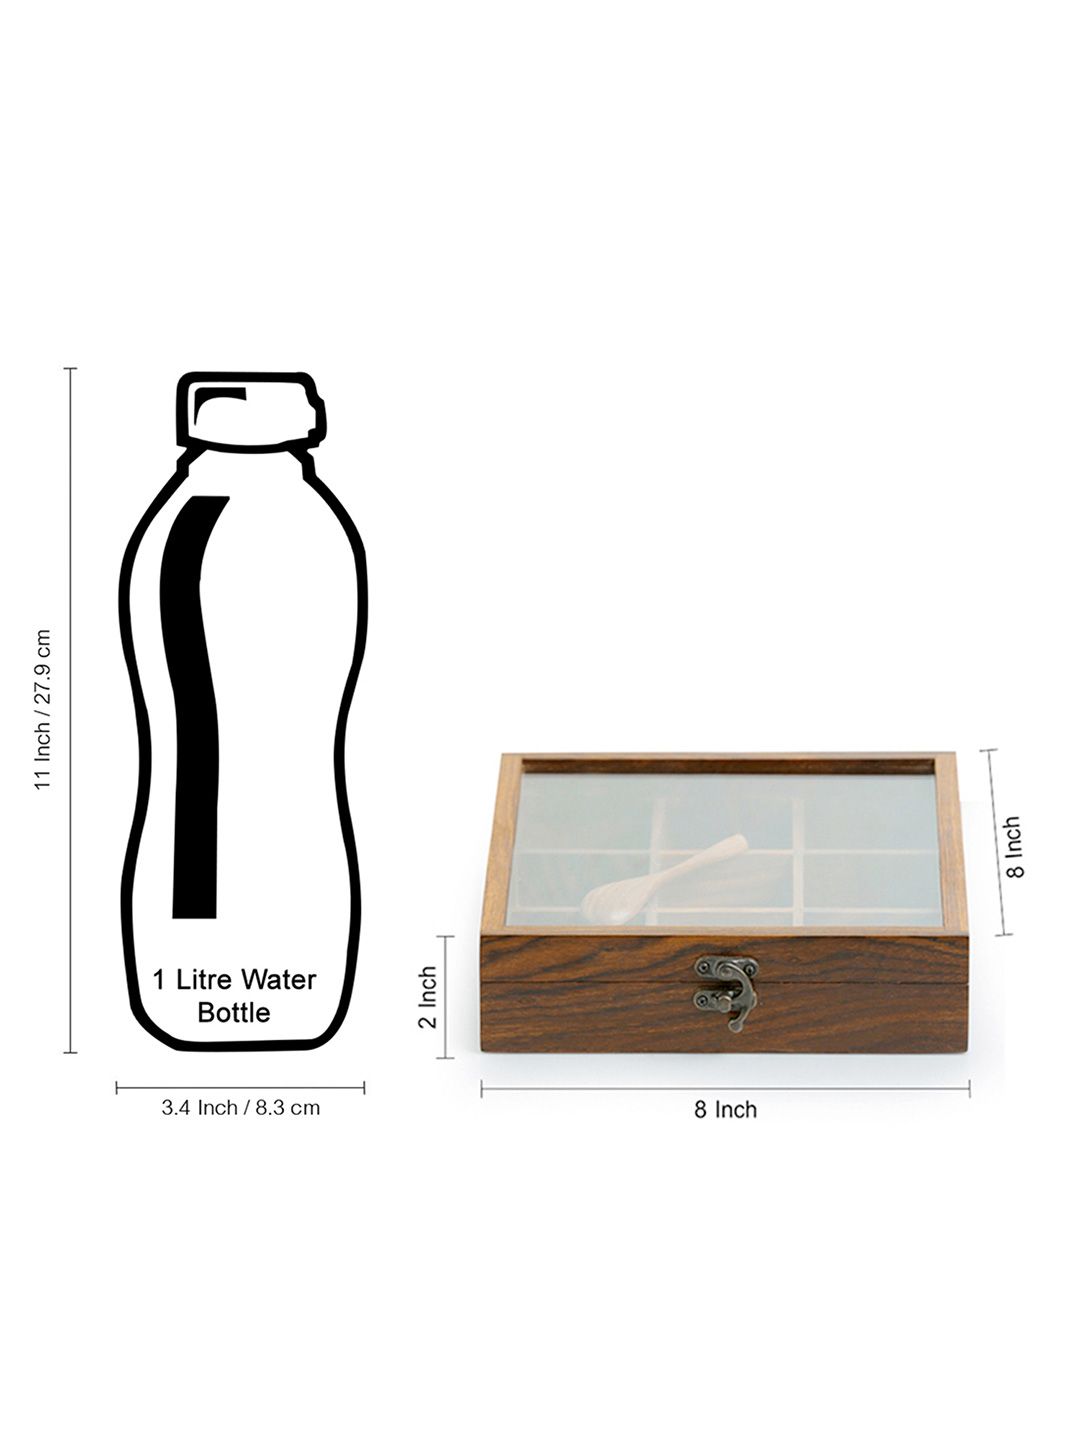 11 Inch / 27.9 cm
1 Litre Water
Bottle
3.4 Inch / 8.3 cm
2 Inch
8 Inch
8 Inch